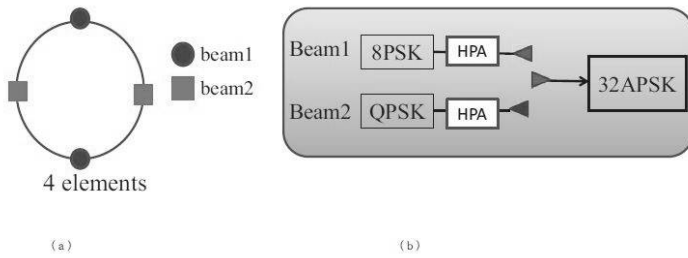 beam1
beam2
4 elements
(a)
Beam1 8PSK HPA
Beam2 QPSK HPA
32APSK
(b)